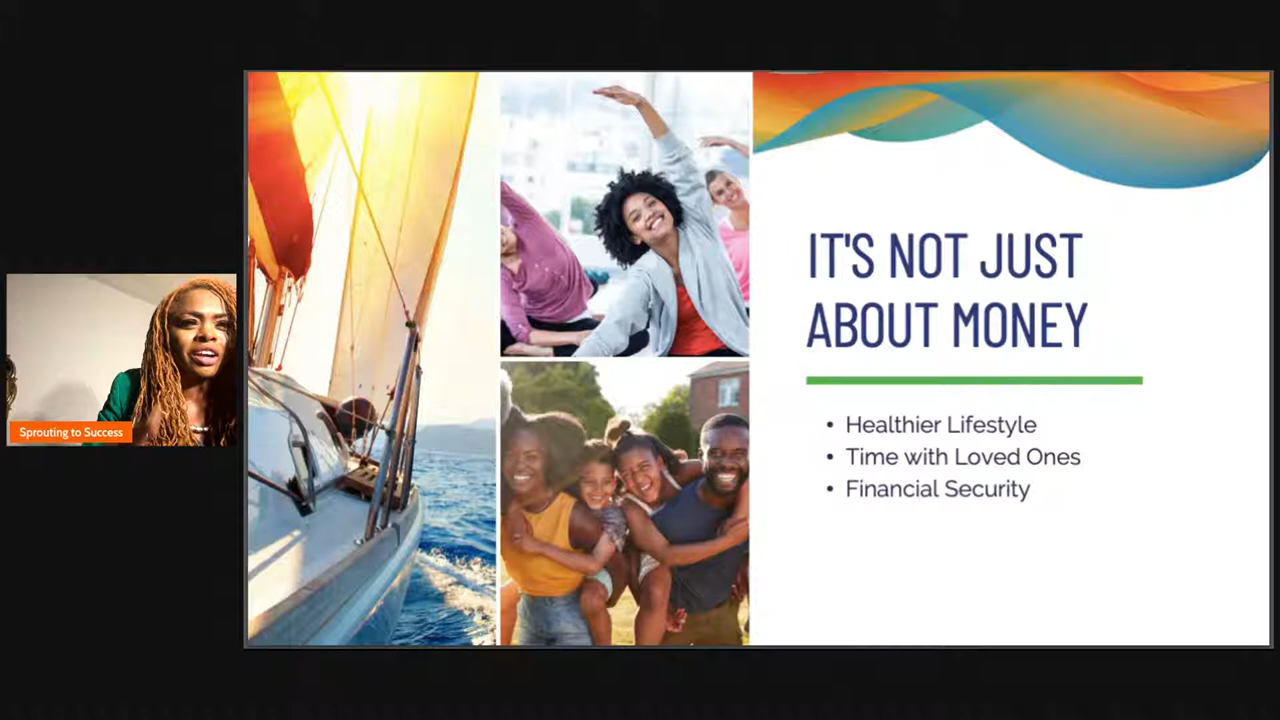 Sprouting to Success
IT'S NOT JUST
ABOUT MONEY
• Healthier Lifestyle
• Time with Loved Ones
• Financial Security